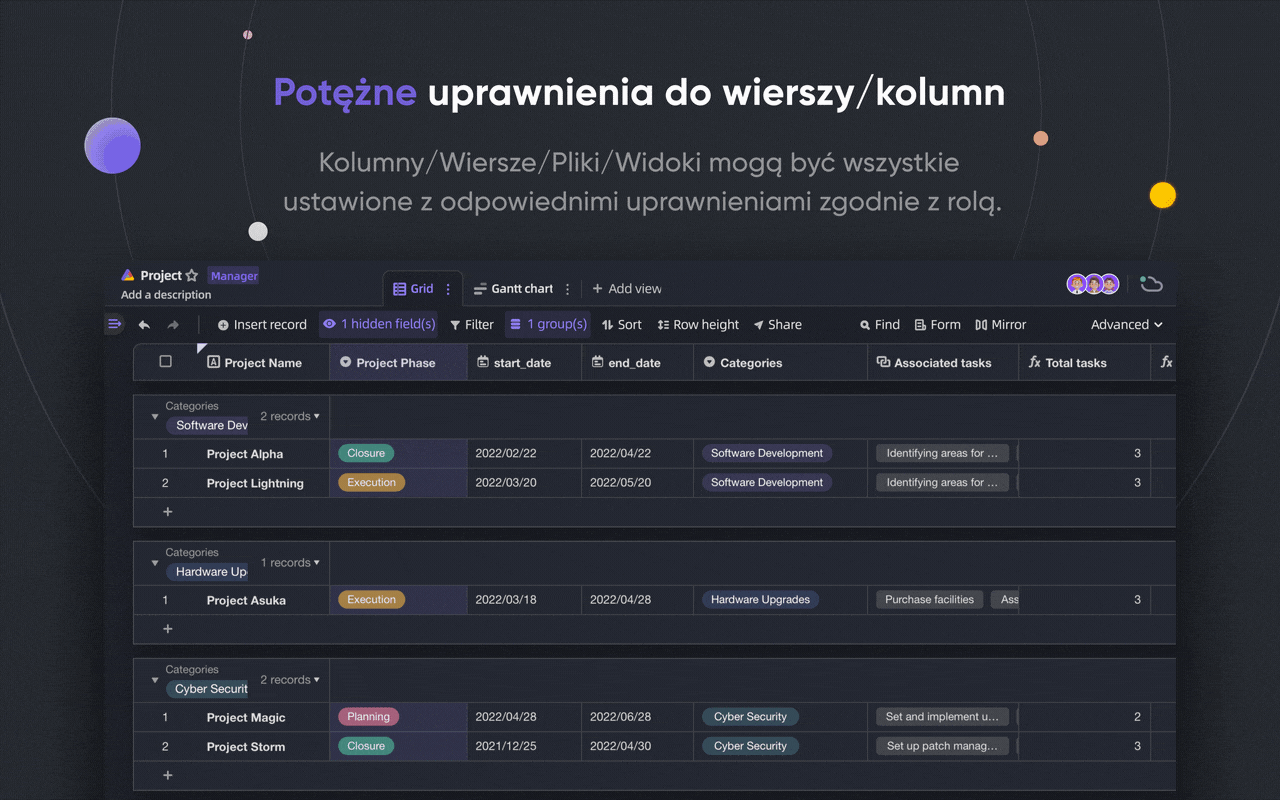 Potężne uprawnienia do wierszy/kolumn
Kolumny/Wiersze/Pliki/Widoki mogą być wszystkie
ustawione z odpowiednimi uprawnieniami zgodnie z rolą.
Project Manager
Add a description
Grid Gantt chart + Add view
Insert record 1 hidden field(s) Filter 1 group(s) Sort Row height Share Find Form Mirror Advanced
Project Name Project Phase start_date end_date Categories Associated tasks fx Total tasks fx
Categories
Software Dev 2 records
1 Project Alpha Closure 2022/02/22 2022/04/22 Software Development Identifying areas for ... 3
2 Project Lightning Execution 2022/03/20 2022/05/20 Software Development Identifying areas for ... 3
+
Categories
Hardware Up 1 records
1 Project Asuka Execution 2022/03/18 2022/04/28 Hardware Upgrades Purchase facilities Ass 3
+
Categories
Cyber Securit 2 records
1 Project Magic Planning 2022/04/28 2022/06/28 Cyber Security Set and implement u... 2
2 Project Storm Closure 2021/12/25 2022/04/30 Cyber Security Set up patch manag... 3
+